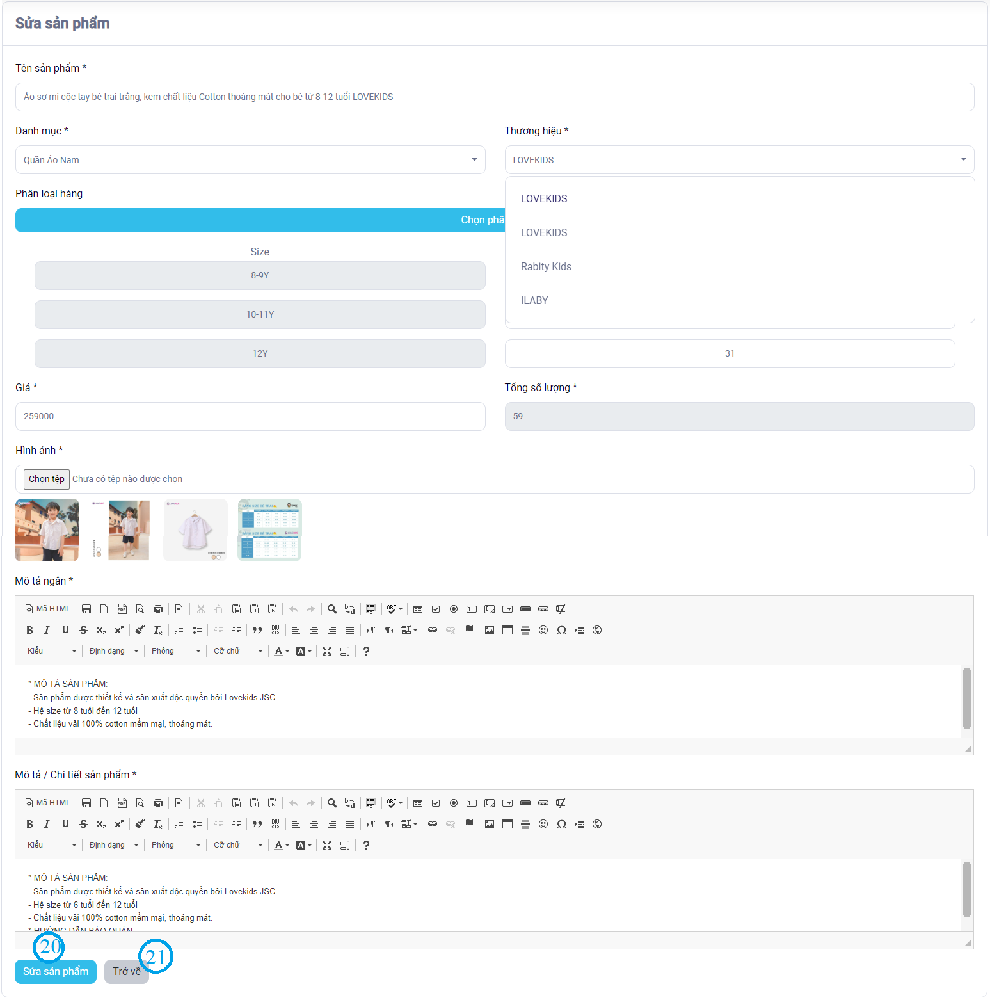 Sửa sản phẩm
Tên sản phẩm *
Áo sơ mi cộc tay bé trai trắng, kem chất liệu Cotton thoáng mát cho bé từ 8-12 tuổi LOVEKIDS
Danh mục *
Thương hiệu *
Quần Áo Nam
LOVEKIDS
Phân loại hàng
LOVEKIDS
Chọn phâ
LOVEKIDS
Size
Rabity Kids
8-9Y
ILABY
10-11Y
12Y
31
Giá *
Tổng số lượng *
259000
59
Hình ảnh *
Chọn tệp Chưa có tệp nào được chọn
BẢNG SIZE BÉ TRAI
BẢNG SIZE BÉ TRAI
LOVEKIDS
Mô tả ngắn *
Mã HTML
Kiểu Định dạng Phông Cỡ chữ
* MÔ TẢ SẢN PHẨM:
- Sản phẩm được thiết kế và sản xuất độc quyền bởi Lovekids JSC.
- Hệ size từ 8 tuổi đến 12 tuổi
- Chất liệu vải 100% cotton mềm mại, thoáng mát.
Mô tả / Chi tiết sản phẩm *
Mã HTML
Kiểu Định dạng Phông Cỡ chữ
* MÔ TẢ SẢN PHẨM:
- Sản phẩm được thiết kế và sản xuất độc quyền bởi Lovekids JSC.
- Hệ size từ 6 tuổi đến 12 tuổi
- Chất liệu vải 100% cotton mềm mại, thoáng mát.
* HƯỚNG DẪN BẢO QUẢN
20
21
Sửa sản phẩm
Trở về